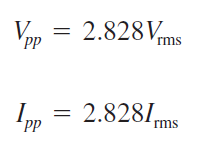 Vpp = 2.828Vrms
Ipp = 2.828Irms